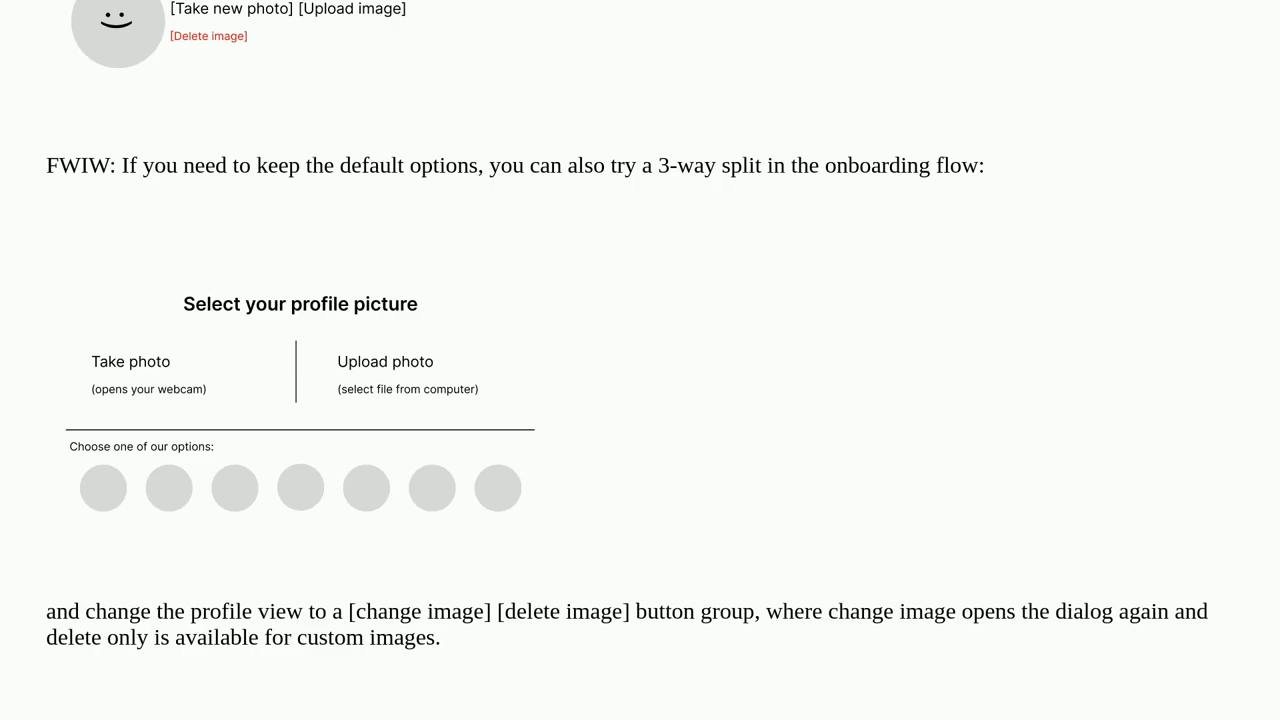 [Take new photo] [Upload image]
[Delete image]
FWIW: If you need to keep the default options, you can also try a 3-way split in the onboarding flow:
Select your profile picture
Take photo
(opens your webcam)
Upload photo
(select file from computer)
Choose one of our options:
and change the profile view to a [change image] [delete image] button group, where change image opens the dialog again and
delete only is available for custom images.